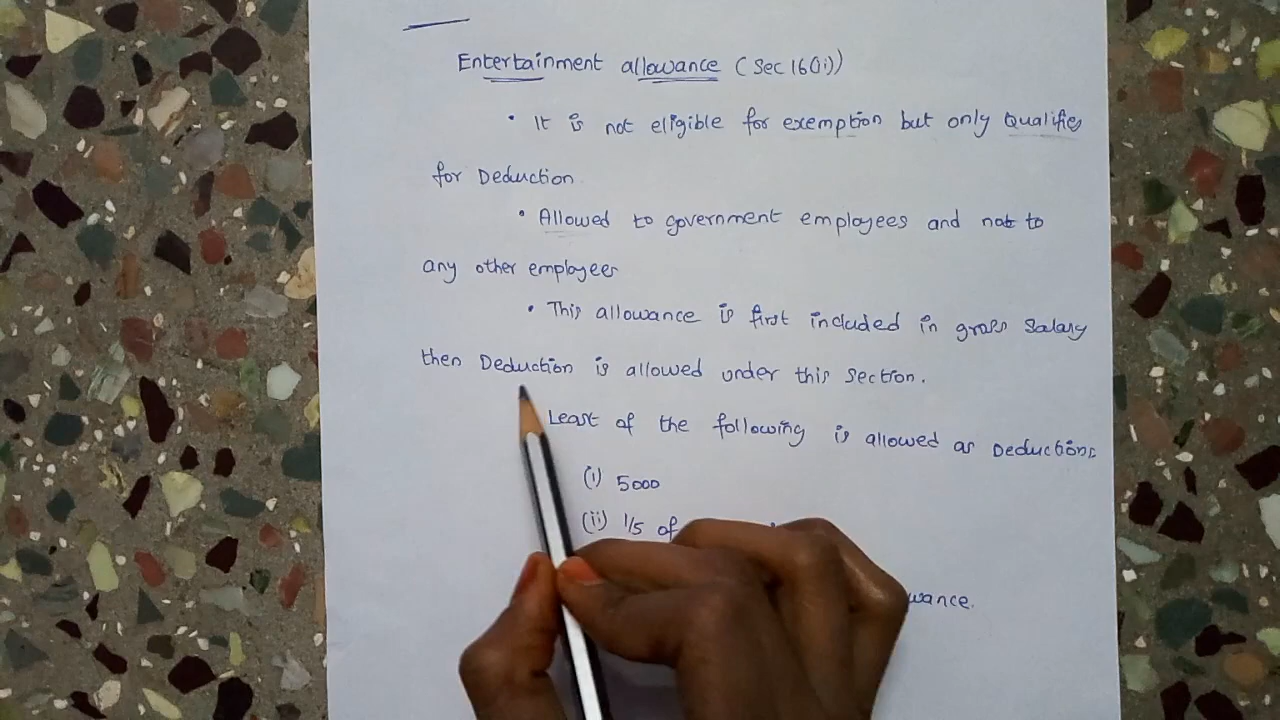 Entertainment allowance (Sec 16(i))
• It is not eligible for exemption but only Qualifies
for Deduction
• Allowed to government employees and not to
any other employees
• This allowance is first included in gross Salary
then Deduction is allowed under this section.
Least of the following is allowed as Deductions
(i) 5000
(ii) 1/5 of
wance.